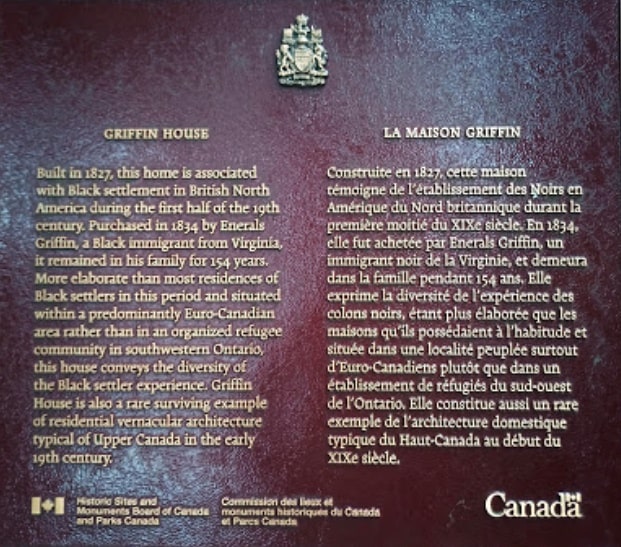 GRIFFIN HOUSE
Built in 1827, this home is associated
with Black settlement in British North
America during the first half of the 19th
century. Purchased in 1834 by Enerals
Griffin, a Black immigrant from Virginia,
it remained in his family for 154 years.
More elaborate than most residences of
Black settlers in this period and situated
within a predominantly Euro-Canadian
area rather than in an organized refugee
community in southwestern Ontario,
this house conveys the diversity of
the Black settler experience. Griffin
House is also a rare surviving example
of residential vernacular architecture
typical of Upper Canada in the early
19th century.
LA MAISON GRIFFIN
Construite en 1827, cette maison
témoigne de l'établissement des Noirs en
Amérique du Nord britannique durant la
première moitié du XIXe siècle. En 1834,
elle fut achetée par Enerals Griffin, un
immigrant noir de la Virginie, et demeura
dans la famille pendant 154 ans. Elle
exprime la diversité de l'expérience des
colons noirs, étant plus élaborée que les
maisons qu'ils possédaient à l'habitude et
située dans une localité peuplée surtout
d'Euro-Canadiens plutôt que dans un
établissement de réfugiés du sud-ouest
de l'Ontario. Elle constitue aussi un rare
exemple de l'architecture domestique
typique du Haut-Canada au début du
XIXe siècle.
Historic Sites and
Monuments Board of Canada
and Parks Canada
Commission des lieux et
monuments historiques du Canada
et Parcs Canada
Canada